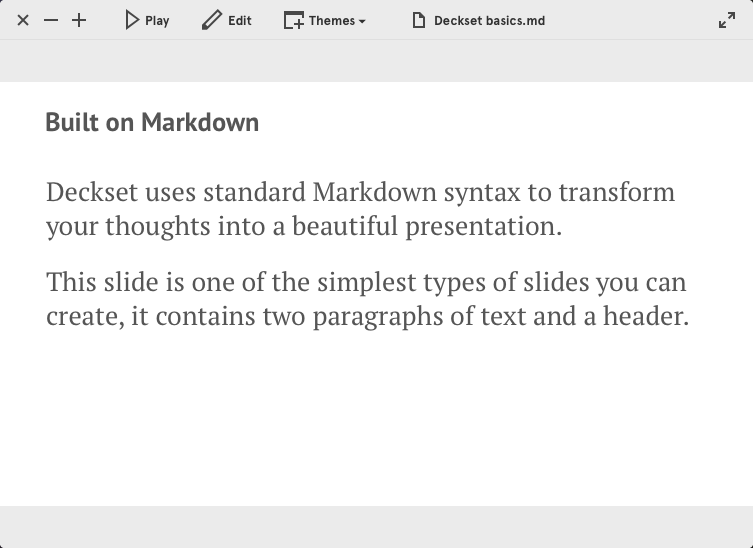 Play Edit Themes Deckset basics.md
Built on Markdown
Deckset uses standard Markdown syntax to transform
your thoughts into a beautiful presentation.
This slide is one of the simplest types of slides you can
create, it contains two paragraphs of text and a header.